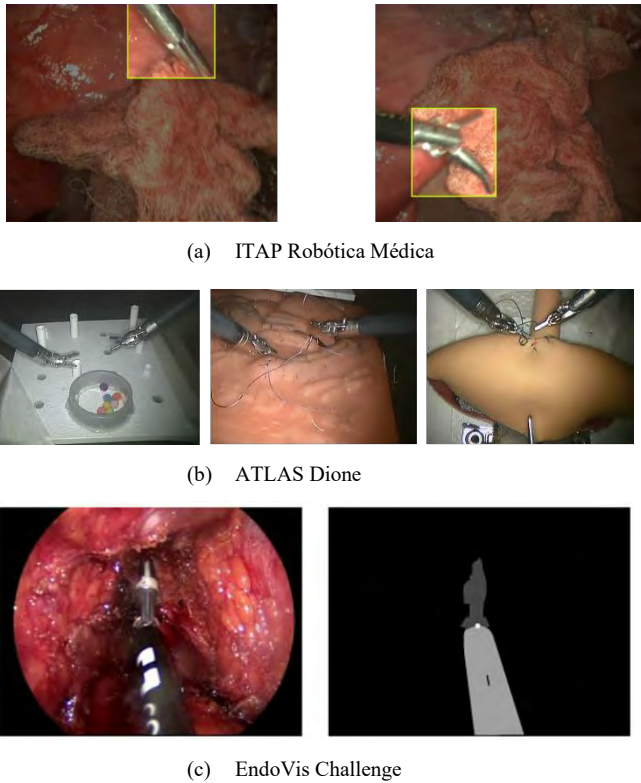 (a) ITAP Robótica Médica
(b) ATLAS Dione
(c) EndoVis Challenge